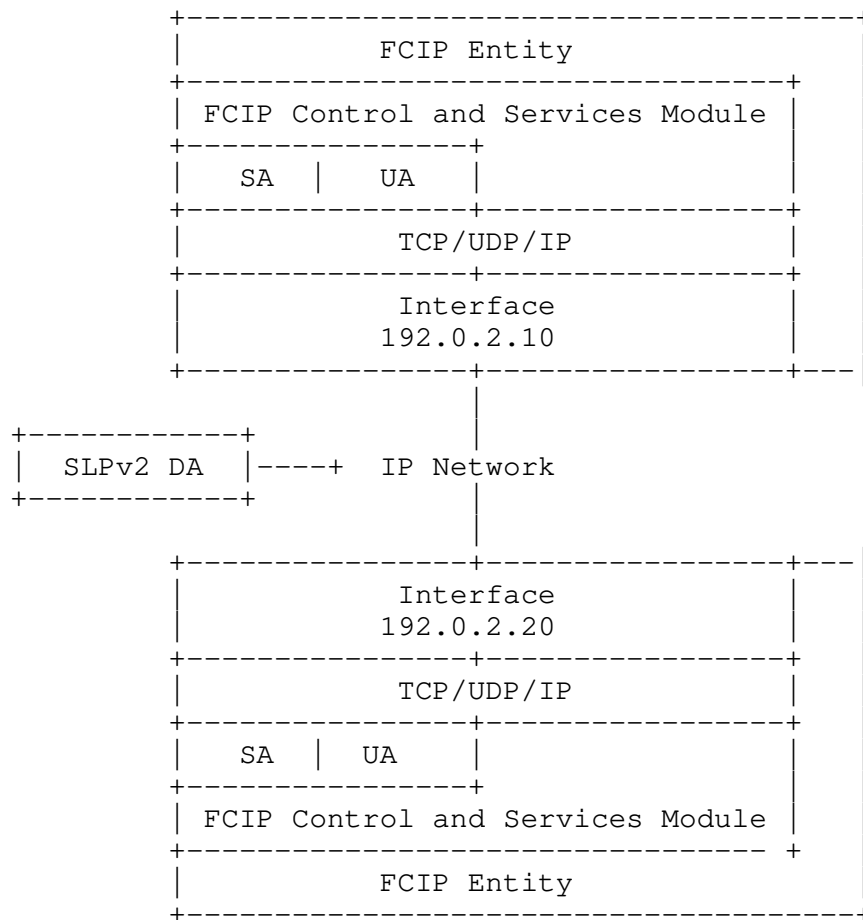 FCIP Entity
FCIP Control and Services Module
SA | UA
TCP/UDP/IP
Interface
192.0.2.10
SLPv2 DA |----+ IP Network
Interface
192.0.2.20
TCP/UDP/IP
SA | UA
FCIP Control and Services Module
FCIP Entity